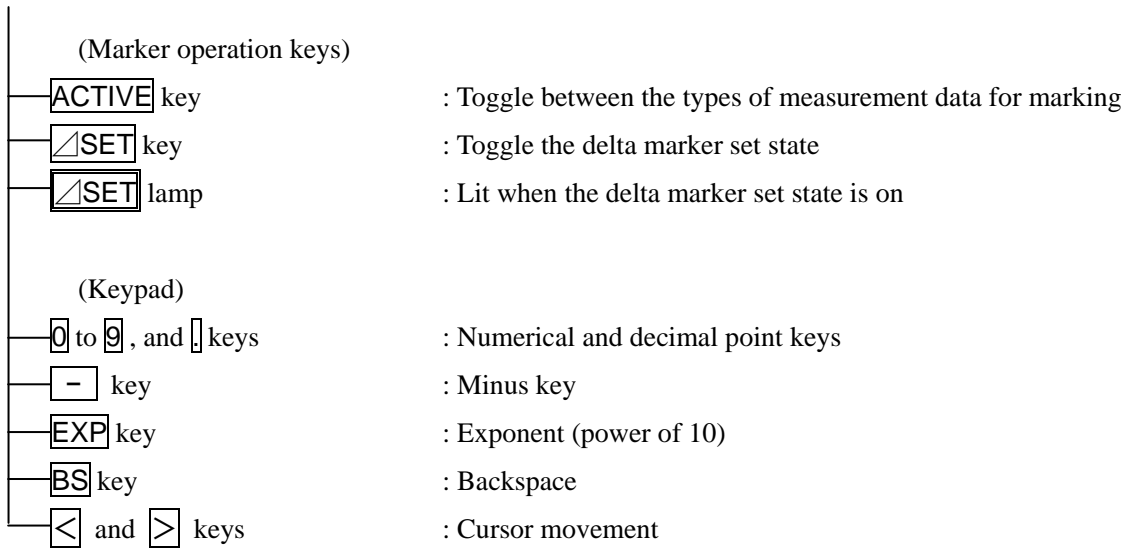 (Marker operation keys)
ACTIVE key : Toggle between the types of measurement data for marking
⊿SET key : Toggle the delta marker set state
⊿SET lamp : Lit when the delta marker set state is on
(Keypad)
0 to 9 , and . keys : Numerical and decimal point keys
− key : Minus key
EXP key : Exponent (power of 10)
BS key : Backspace
< and > keys : Cursor movement